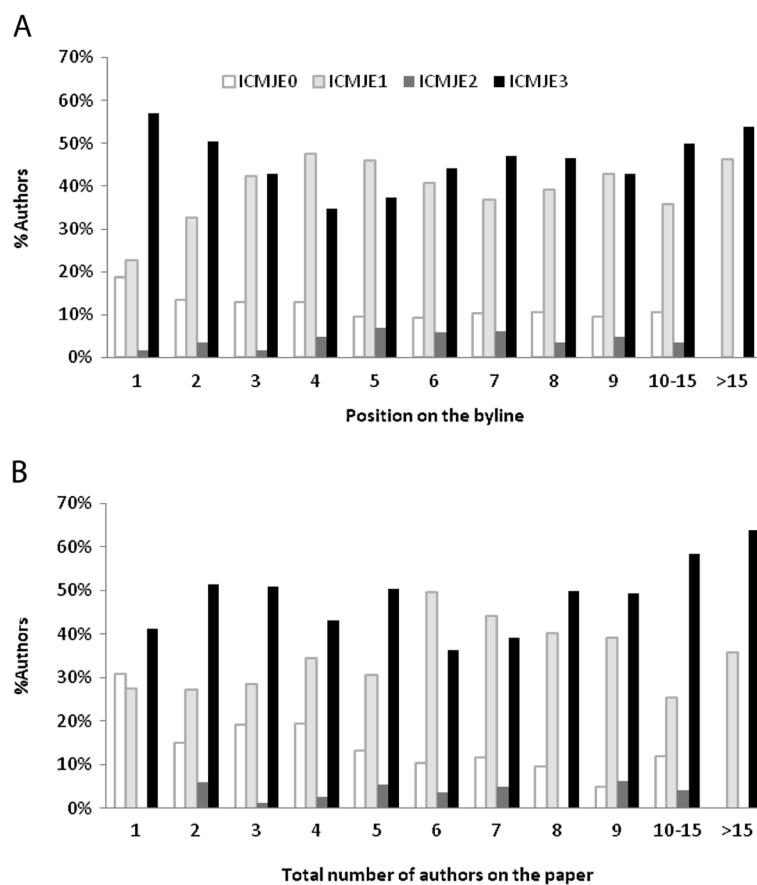 A
70%
ICMJE0 ICMJE1 ICMJE2 ICMJE3
60%
50%
40%
30%
20%
10%
0%
% Authors
1 2 3 4 5 6 7 8 9 10-15 >15
Position on the byline
B
70%
60%
50%
40%
30%
20%
10%
0%
%Authors
1 2 3 4 5 6 7 8 9 10-15 >15
Total number of authors on the paper